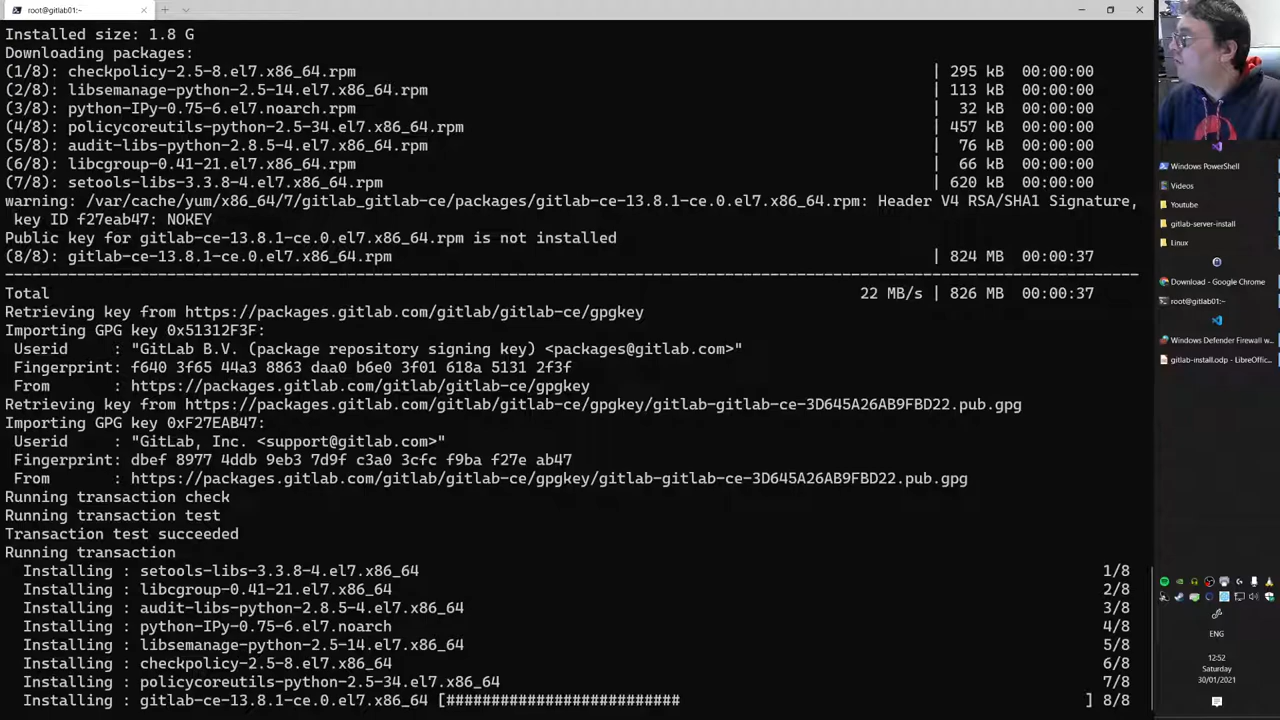 root@gitlab01:~
Installed size: 1.8 G
Downloading packages:
(1/8): checkpolicy-2.5-8.el7.x86_64.rpm | 295 kB 00:00:00
(2/8): libsemanage-python-2.5-14.el7.x86_64.rpm | 113 kB 00:00:00
(3/8): python-IPy-0.75-6.el7.noarch.rpm | 32 kB 00:00:00
(4/8): policycoreutils-python-2.5-34.el7.x86_64.rpm | 457 kB 00:00:00
(5/8): audit-libs-python-2.8.5-4.el7.x86_64.rpm | 76 kB 00:00:00
(6/8): libcgroup-0.41-21.el7.x86_64.rpm | 66 kB 00:00:00
(7/8): setools-libs-3.3.8-4.el7.x86_64.rpm | 620 kB 00:00:00
warning: /var/cache/yum/x86_64/7/gitlab_gitlab-ce/packages/gitlab-ce-13.8.1-ce.0.el7.x86_64.rpm: Header V4 RSA/SHA1 Signature,
key ID f27eab47: NOKEY
Public key for gitlab-ce-13.8.1-ce.0.el7.x86_64.rpm is not installed
(8/8): gitlab-ce-13.8.1-ce.0.el7.x86_64.rpm | 824 MB 00:00:37
--------------------------------------------------------------------------------
Total 22 MB/s | 826 MB 00:00:37
Retrieving key from https://packages.gitlab.com/gitlab/gitlab-ce/gpgkey
Importing GPG key 0x51312F3F:
Userid : "GitLab B.V. (package repository signing key) <packages@gitlab.com>"
Fingerprint: f640 3f65 44a3 8863 daa0 b6e0 3f01 618a 5131 2f3f
From : https://packages.gitlab.com/gitlab/gitlab-ce/gpgkey
Retrieving key from https://packages.gitlab.com/gitlab/gitlab-ce/gpgkey/gitlab-gitlab-ce-3D645A26AB9FBD22.pub.gpg
Importing GPG key 0xF27EAB47:
Userid : "GitLab, Inc. <support@gitlab.com>"
Fingerprint: dbef 8977 4ddb 9eb3 7d9f c3a0 3cfc f9ba f27e ab47
From : https://packages.gitlab.com/gitlab/gitlab-ce/gpgkey/gitlab-gitlab-ce-3D645A26AB9FBD22.pub.gpg
Running transaction check
Running transaction test
Transaction test succeeded
Running transaction
Installing : setools-libs-3.3.8-4.el7.x86_64 1/8
Installing : libcgroup-0.41-21.el7.x86_64 2/8
Installing : audit-libs-python-2.8.5-4.el7.x86_64 3/8
Installing : python-IPy-0.75-6.el7.noarch 4/8
Installing : libsemanage-python-2.5-14.el7.x86_64 5/8
Installing : checkpolicy-2.5-8.el7.x86_64 6/8
Installing : policycoreutils-python-2.5-34.el7.x86_64 7/8
Installing : gitlab-ce-13.8.1-ce.0.el7.x86_64 [########################## ] 8/8
Windows PowerShell
Videos
Youtube
gitlab-server-install
Linux
Download - Google Chrome
root@gitlab01:~
Windows Defender Firewall w...
gitlab-install.odp - LibreOffic...
ENG
12:52
Saturday
30/01/2021